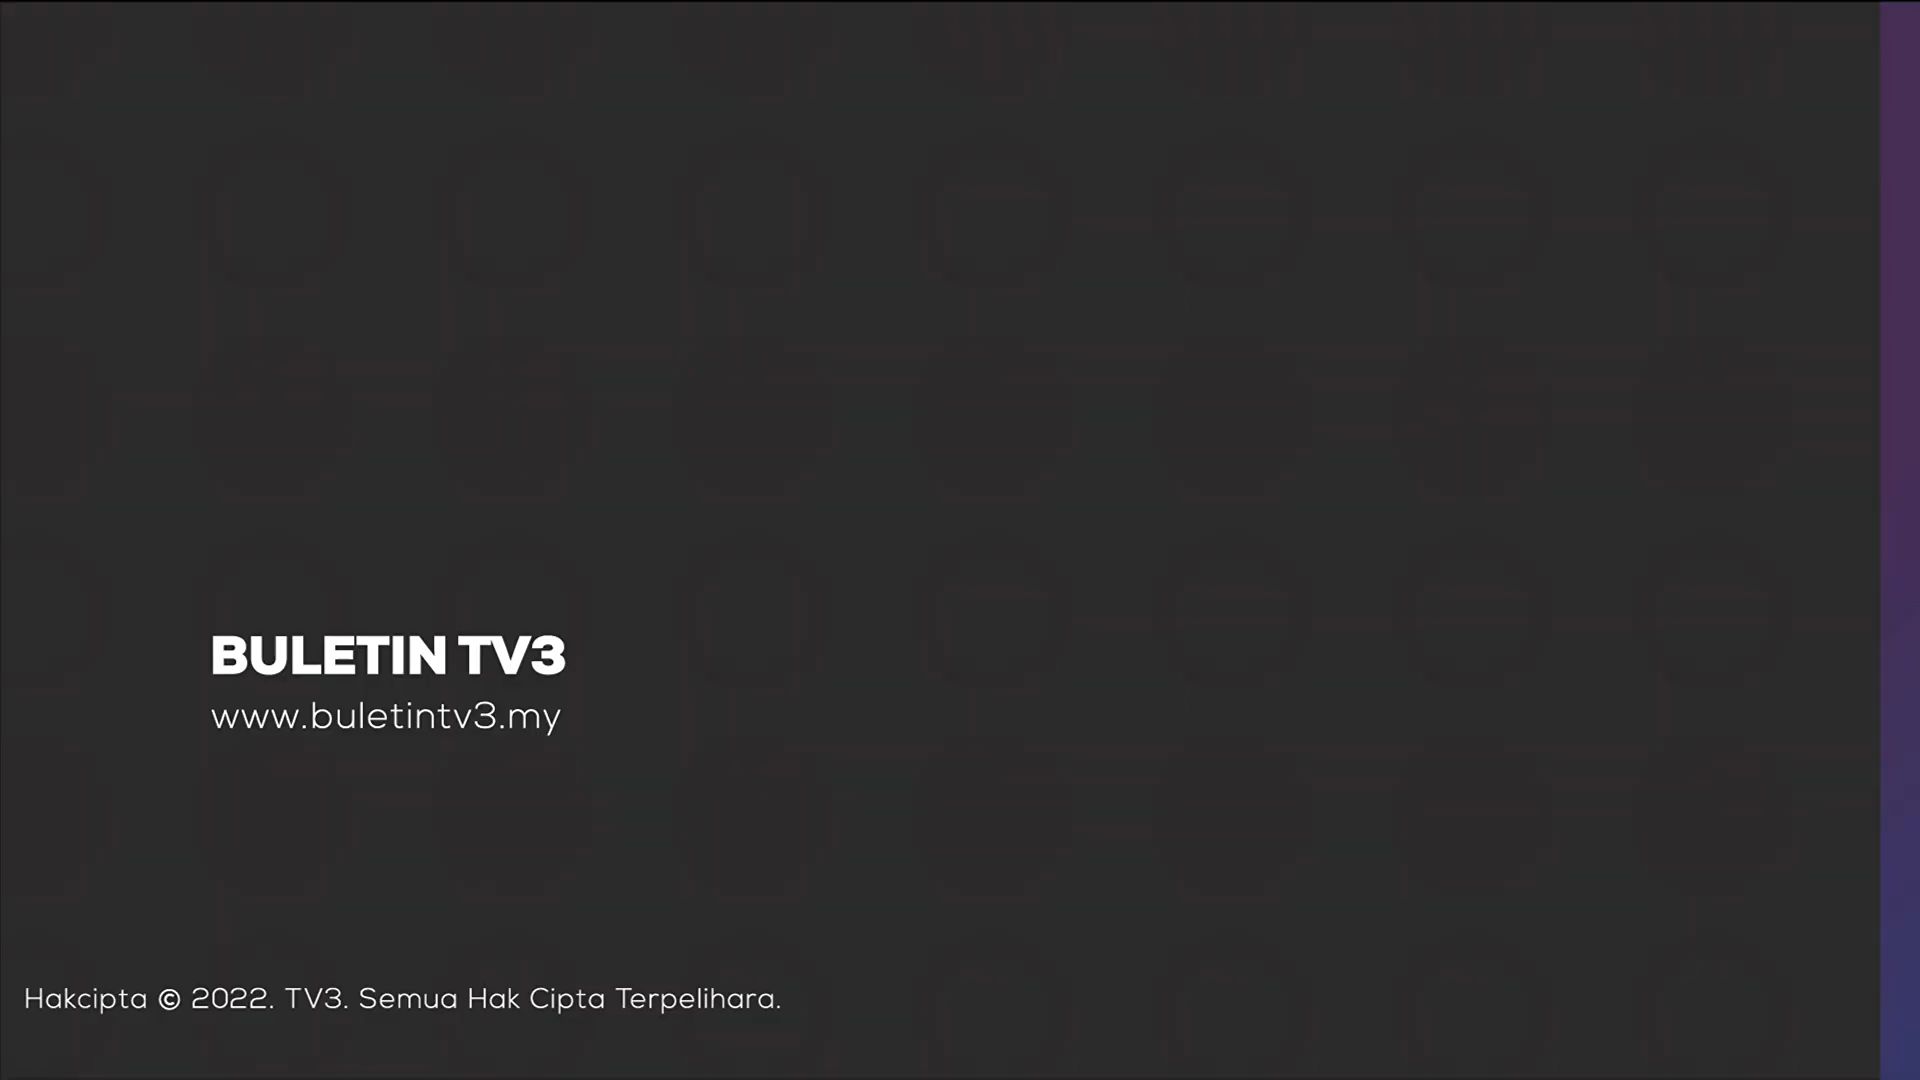 BULETIN TV3
www.buletintv3.my
Hakcipta © 2022. TV3. Semua Hak Cipta Terpelihara.